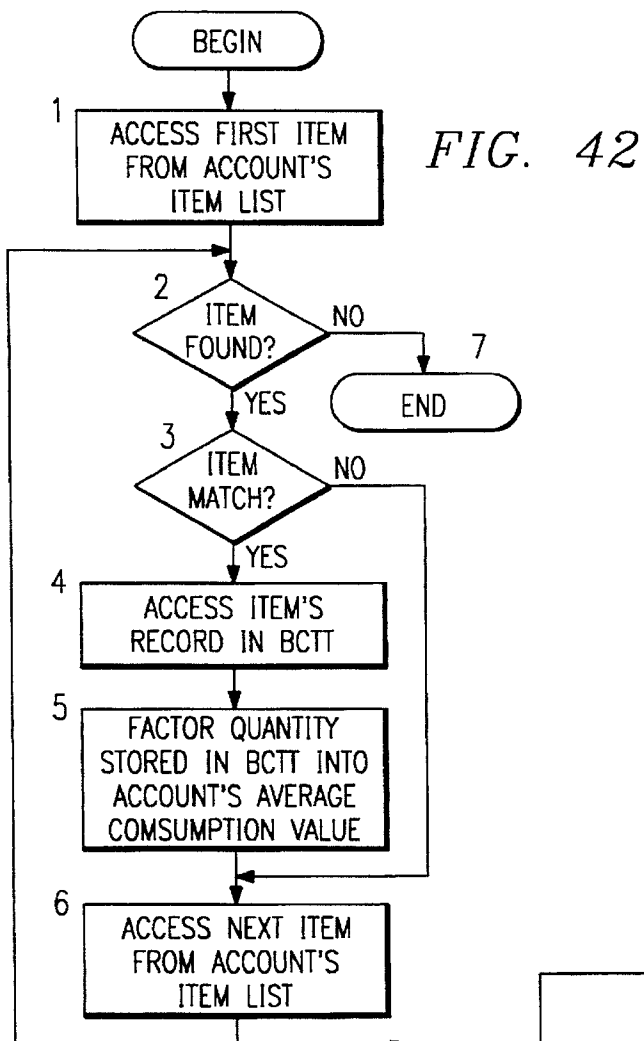 BEGIN
1
ACCESS FIRST ITEM
FROM ACCOUNT'S
ITEM LIST
FIG. 42
2
ITEM
FOUND?
NO
7
END
YES
3
ITEM
MATCH?
NO
YES
4
ACCESS ITEM'S
RECORD IN BCTT
5
FACTOR QUANTITY
STORED IN BCTT INTO
ACCOUNT'S AVERAGE
COMSUMPTION VALUE
6
ACCESS NEXT ITEM
FROM ACCOUNT'S
ITEM LIST